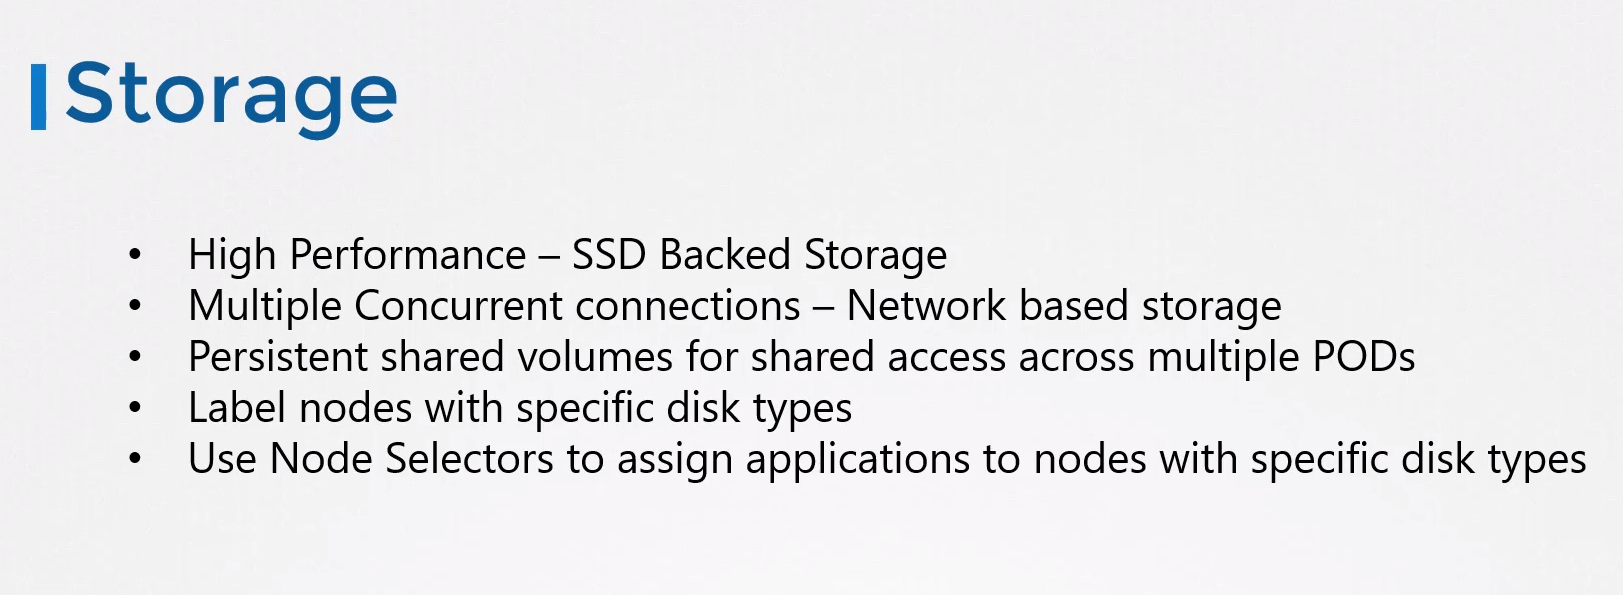 Storage
• High Performance – SSD Backed Storage
• Multiple Concurrent connections – Network based storage
• Persistent shared volumes for shared access across multiple PODs
• Label nodes with specific disk types
• Use Node Selectors to assign applications to nodes with specific disk types